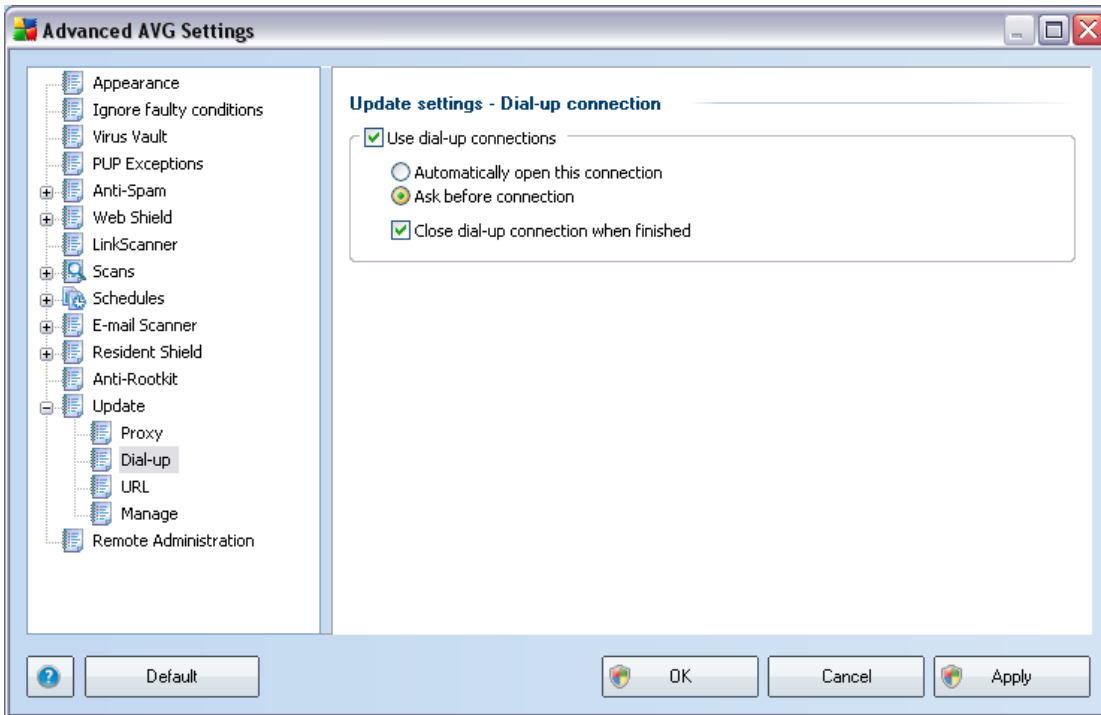 Advanced AVG Settings
Appearance
Ignore faulty conditions
Virus Vault
PUP Exceptions
Anti-Spam
Web Shield
LinkScanner
Scans
Schedules
E-mail Scanner
Resident Shield
Anti-Rootkit
Update
Proxy
Dial-up
URL
Manage
Remote Administration
Update settings - Dial-up connection
Use dial-up connections
Automatically open this connection
Ask before connection
Close dial-up connection when finished
Default
OK
Cancel
Apply